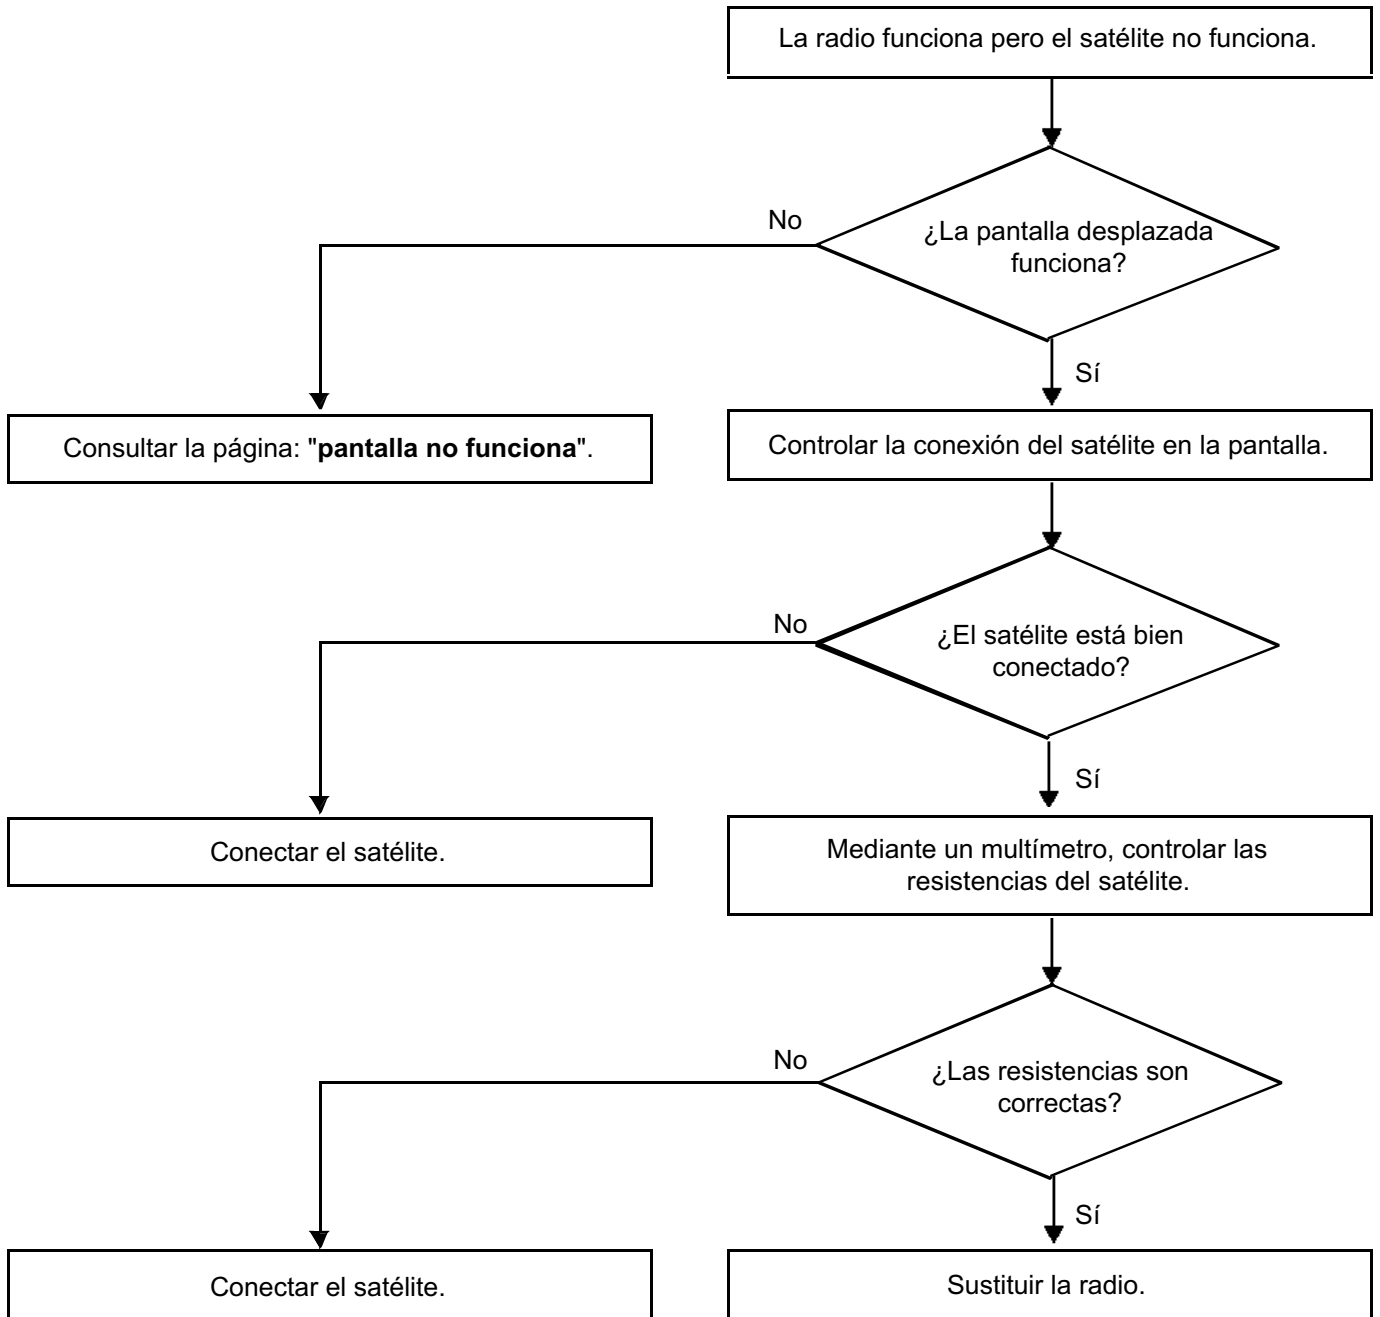 La radio funciona pero el satélite no funciona.
No
¿La pantalla desplazada
funciona?
Sí
Consultar la página: "pantalla no funciona".
Controlar la conexión del satélite en la pantalla.
No
¿El satélite está bien
conectado?
Sí
Conectar el satélite.
Mediante un multímetro, controlar las
resistencias del satélite.
No
¿Las resistencias son
correctas?
Sí
Conectar el satélite.
Sustituir la radio.